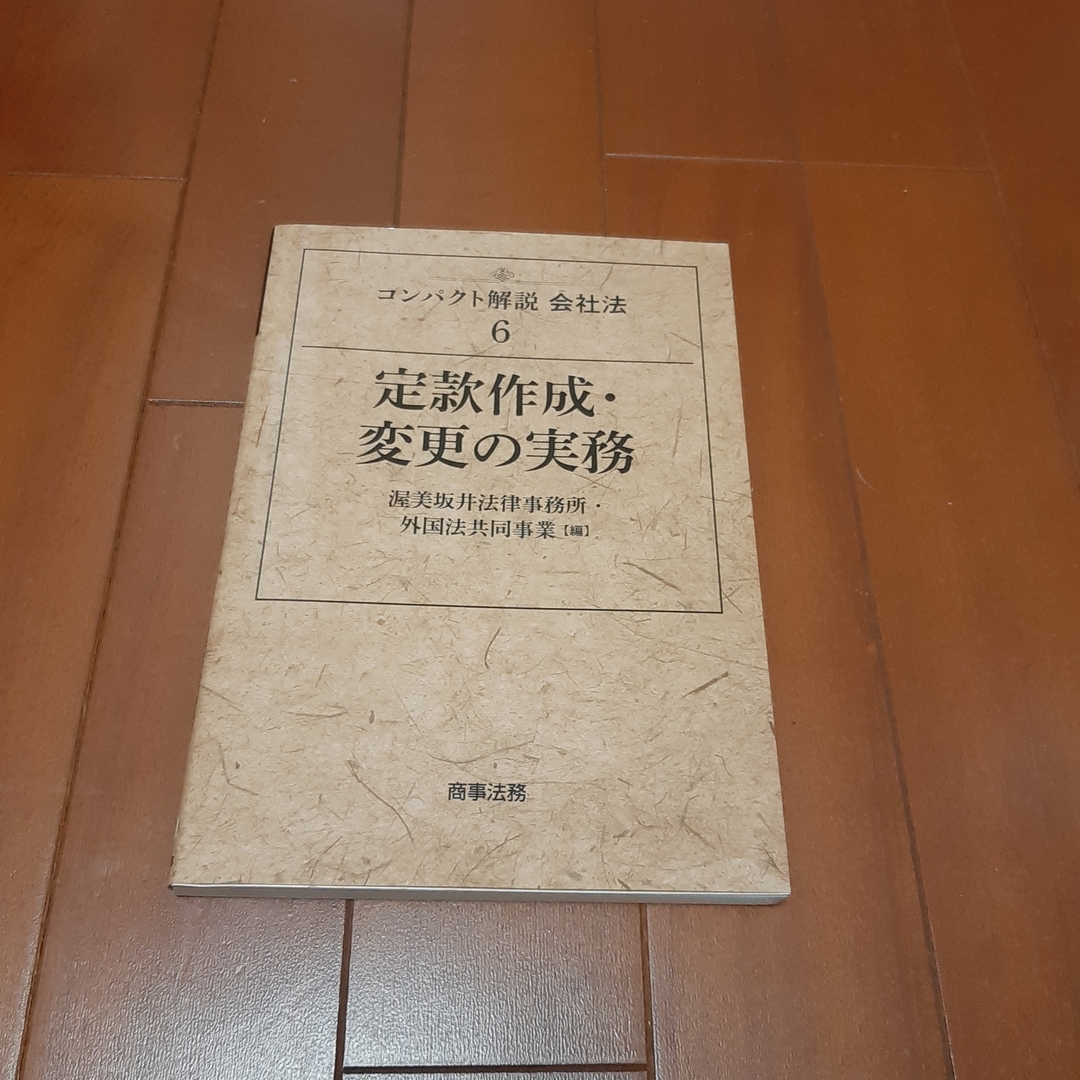 コンパクト解説 会社法
6
定款作成・
変更の実務
渥美坂井法律事務所・
外国法共同事業【編】
商事法務